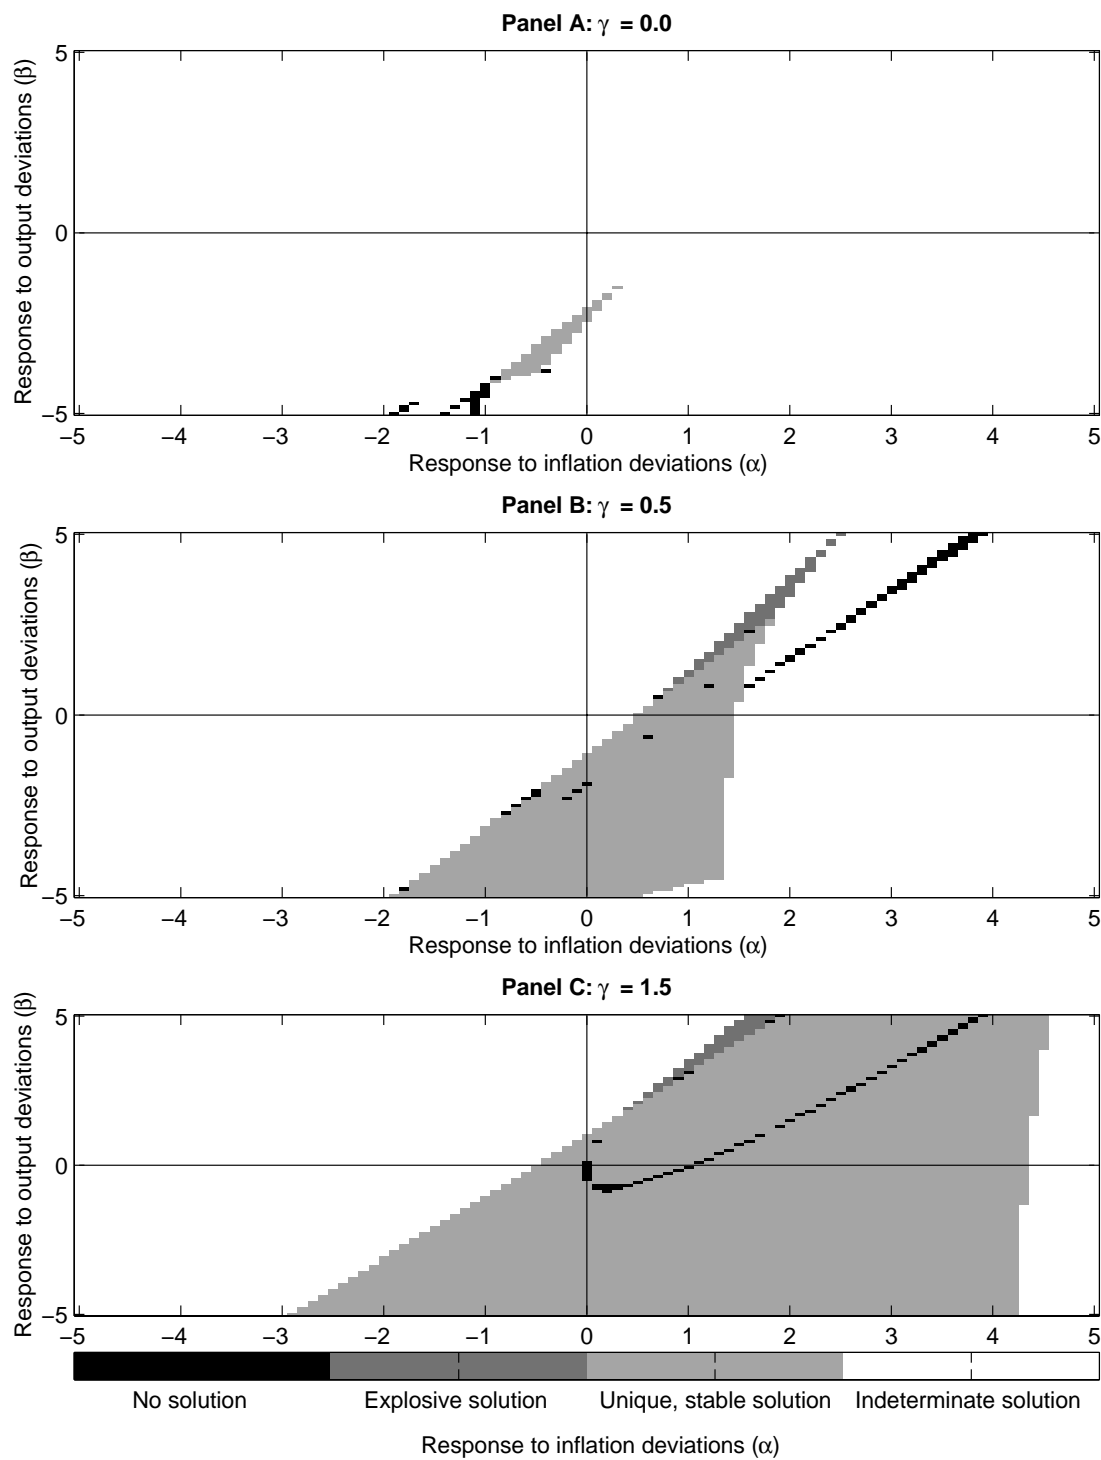 Panel A: γ = 0.0
Response to output deviations (β)
5
0
−5
−5 −4 −3 −2 −1 0 1 2 3 4 5
Response to inflation deviations (α)
Panel B: γ = 0.5
Response to output deviations (β)
5
0
−5
−5 −4 −3 −2 −1 0 1 2 3 4 5
Response to inflation deviations (α)
Panel C: γ = 1.5
Response to output deviations (β)
5
0
−5
−5 −4 −3 −2 −1 0 1 2 3 4 5
No solution Explosive solution Unique, stable solution Indeterminate solution
Response to inflation deviations (α)